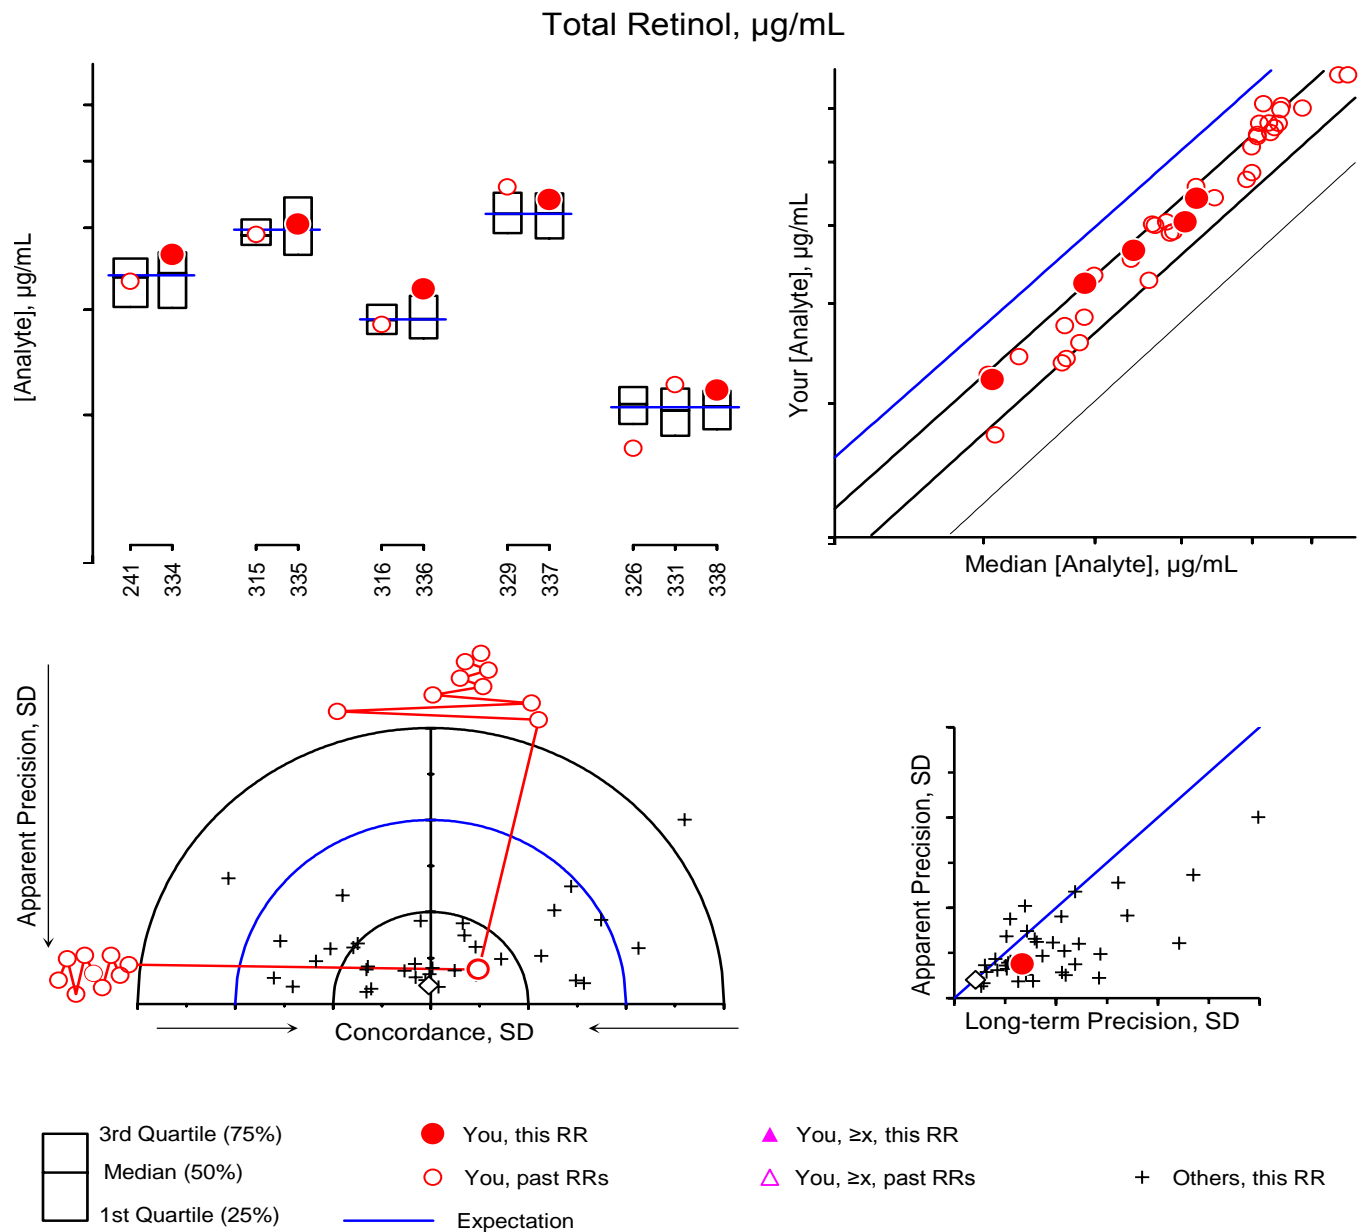 Total Retinol, µg/mL
[Analyte], µg/mL
241
334
315
335
316
336
329
337
326
331
338
Your [Analyte], µg/mL
Median [Analyte], µg/mL
Apparent Precision, SD
Concordance, SD
Apparent Precision, SD
Long-term Precision, SD
3rd Quartile (75%)
Median (50%)
1st Quartile (25%)
You, this RR
You, past RRs
Expectation
You, ≥x, this RR
You, ≥x, past RRs
Others, this RR